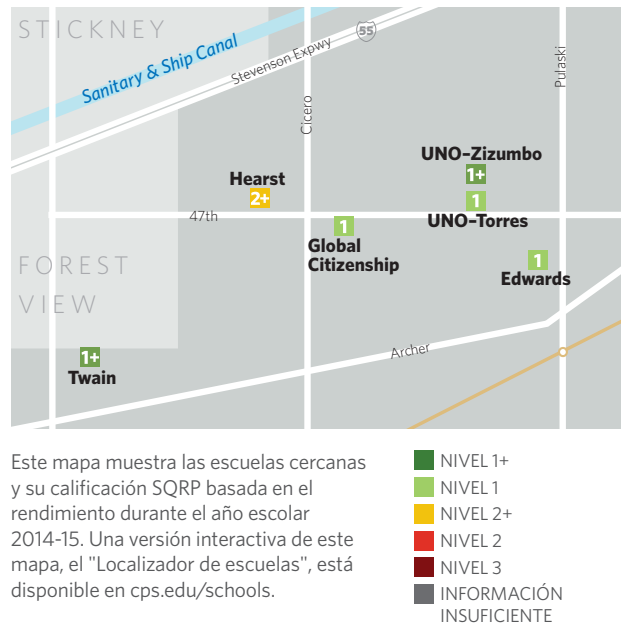 STICKNEY
Sanitary & Ship Canal
Stevenson Expwy
55
Cicero
Pulaski
UNO–Zizumbo
1+
Hearst
2+
1
UNO–Torres
47th
1
Global
Citizenship
1
Edwards
FOREST
VIEW
1+
Twain
Archer
Este mapa muestra las escuelas cercanas
y su calificación SQRP basada en el
rendimiento durante el año escolar
2014-15. Una versión interactiva de este
mapa, el "Localizador de escuelas", está
disponible en cps.edu/schools.
NIVEL 1+
NIVEL 1
NIVEL 2+
NIVEL 2
NIVEL 3
INFORMACIÓN
INSUFICIENTE